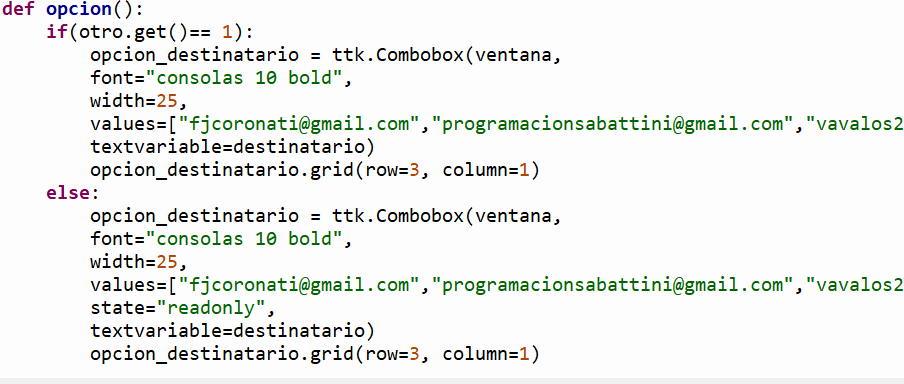 def opcion():
    if(otro.get()== 1):
        opcion_destinatario = ttk.Combobox(ventana,
        font="consolas 10 bold",
        width=25,
        values=["fjcoronati@gmail.com","programacionsabattini@gmail.com","vavalos2
        textvariable=destinatario)
        opcion_destinatario.grid(row=3, column=1)
    else:
        opcion_destinatario = ttk.Combobox(ventana,
        font="consolas 10 bold",
        width=25,
        values=["fjcoronati@gmail.com","programacionsabattini@gmail.com","vavalos2
        state="readonly",
        textvariable=destinatario)
        opcion_destinatario.grid(row=3, column=1)